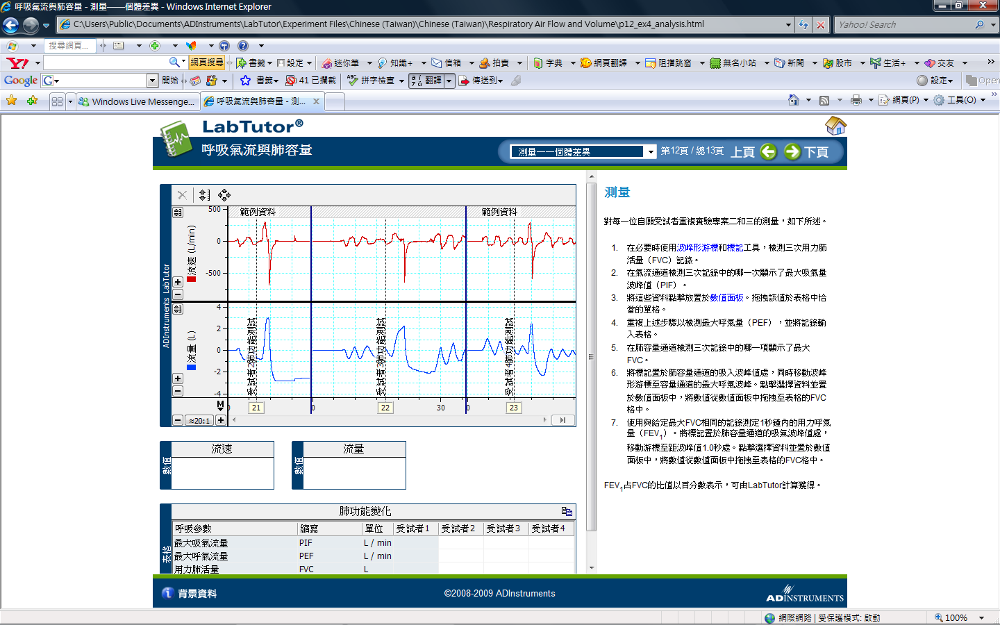 呼吸氣流與肺容量 - 測量——個體差異 - Windows Internet Explorer
C:\Users\Public\Documents\ADInstruments\LabTutor\Experiment Files\Chinese (Taiwan)\Chinese (Taiwan)\Respiratory Air Flow and Volume\p12_ex4_analysis.html
Yahoo! Search
搜尋網頁...
Y! 網頁搜尋 書籤 設定 迷你筆 知識+ 信箱 拍賣 字典 網頁翻譯 阻擋跳窗 無名小站 新聞 股市 生活+ 交友 »
Google G 開始 書籤 41 已攔截 拼字檢查 翻譯 傳送到 設定 Open
Windows Live Messenge... 呼吸氣流與肺容量 - 測... 網頁(P) 工具(O) »
LabTutor®
呼吸氣流與肺容量
測量——個體差異 第12頁 / 總13頁 上頁 下頁
ADInstruments LabTutor
範例資料 範例資料
流速 (L/min)
500
0
-500
流量 (L)
4
2
0
-2
-4
受試者2肺功能測試
受試者3肺功能測試
受試者4肺功能測試
M
0 21 0 22 30 0 23
≈20:1
數值 流速
數值 流量
表格
肺功能變化
呼吸參數 縮寫 單位 受試者1 受試者2 受試者3 受試者4
最大吸氣流量 PIF L / min
最大呼氣流量 PEF L / min
用力肺活量 FVC L
測量
對每一位自願受試者重複實驗專案二和三的測量，如下所述。
1. 在必要時使用波峰形游標和標記工具，檢測三次用力肺
活量（FVC）記錄。
2. 在氣流通道檢測三次記錄中的哪一次顯示了最大吸氣量
波峰值（PIF）。
3. 將這些資料點擊放置於數值面板。拖拽該值於表格中恰
當的單格。
4. 重複上述步驟以檢測最大呼氣量（PEF），並將記錄輸
入表格。
5. 在肺容量通道檢測三次記錄中的哪一項顯示了最大
FVC。
6. 將標記置於肺容量通道的吸入波峰值處，同時移動波峰
形游標至容量通道的最大呼氣波峰。點擊選擇資料並置
於數值面板中，將數值從數值面板中拖拽至表格的FVC
格中。
7. 使用與給定最大FVC相同的記錄測定1秒鐘內的用力呼氣
量（FEV1）。將標記置於肺容量通道的吸氣波峰值處，
移動游標至距波峰值1.0秒處。點擊選擇資料並置於數值
面板中，將數值從數值面板中拖拽至表格的FVC格中。
FEV1占FVC的比值以百分數表示，可由LabTutor計算獲得。
背景資料
©2008-2009 ADInstruments
ADINSTRUMENTS
網際網路 | 受保護模式: 啟動 100%